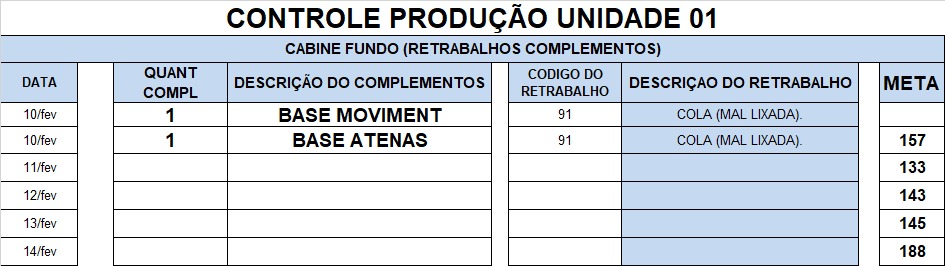 CONTROLE PRODUÇÃO UNIDADE 01
CABINE FUNDO (RETRABALHOS COMPLEMENTOS)
DATA QUANT COMPL DESCRIÇÃO DO COMPLEMENTOS CODIGO DO RETRABALHO DESCRIÇAO DO RETRABALHO META
10/fev 1 BASE MOVIMENT 91 COLA (MAL LIXADA).
10/fev 1 BASE ATENAS 91 COLA (MAL LIXADA). 157
11/fev 133
12/fev 143
13/fev 145
14/fev 188